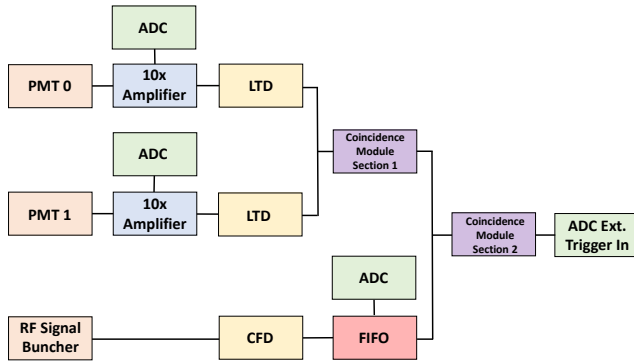 ADC
PMT 0
10x
Amplifier
LTD
Coincidence
Module
Section 1
ADC
PMT 1
10x
Amplifier
LTD
Coincidence
Module
Section 2
ADC Ext.
Trigger In
ADC
RF Signal
Buncher
CFD
FIFO